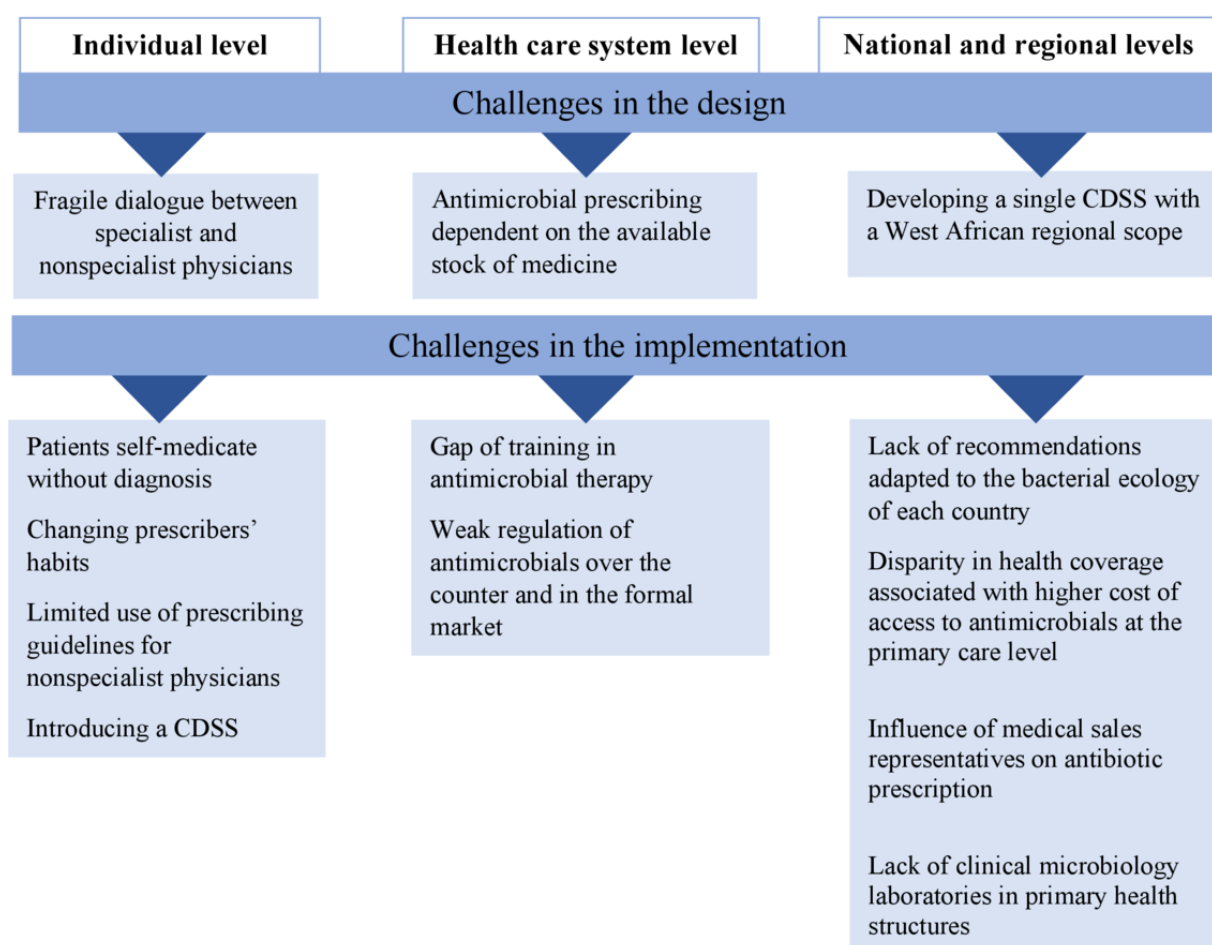 Individual level
Health care system level
National and regional levels
Challenges in the design
Fragile dialogue between
specialist and
nonspecialist physicians
Antimicrobial prescribing
dependent on the available
stock of medicine
Developing a single CDSS with
a West African regional scope
Challenges in the implementation
Patients self-medicate
without diagnosis
Changing prescribers’
habits
Limited use of prescribing
guidelines for
nonspecialist physicians
Introducing a CDSS
Gap of training in
antimicrobial therapy
Weak regulation of
antimicrobials over the
counter and in the formal
market
Lack of recommendations
adapted to the bacterial ecology
of each country
Disparity in health coverage
associated with higher cost of
access to antimicrobials at the
primary care level
Influence of medical sales
representatives on antibiotic
prescription
Lack of clinical microbiology
laboratories in primary health
structures